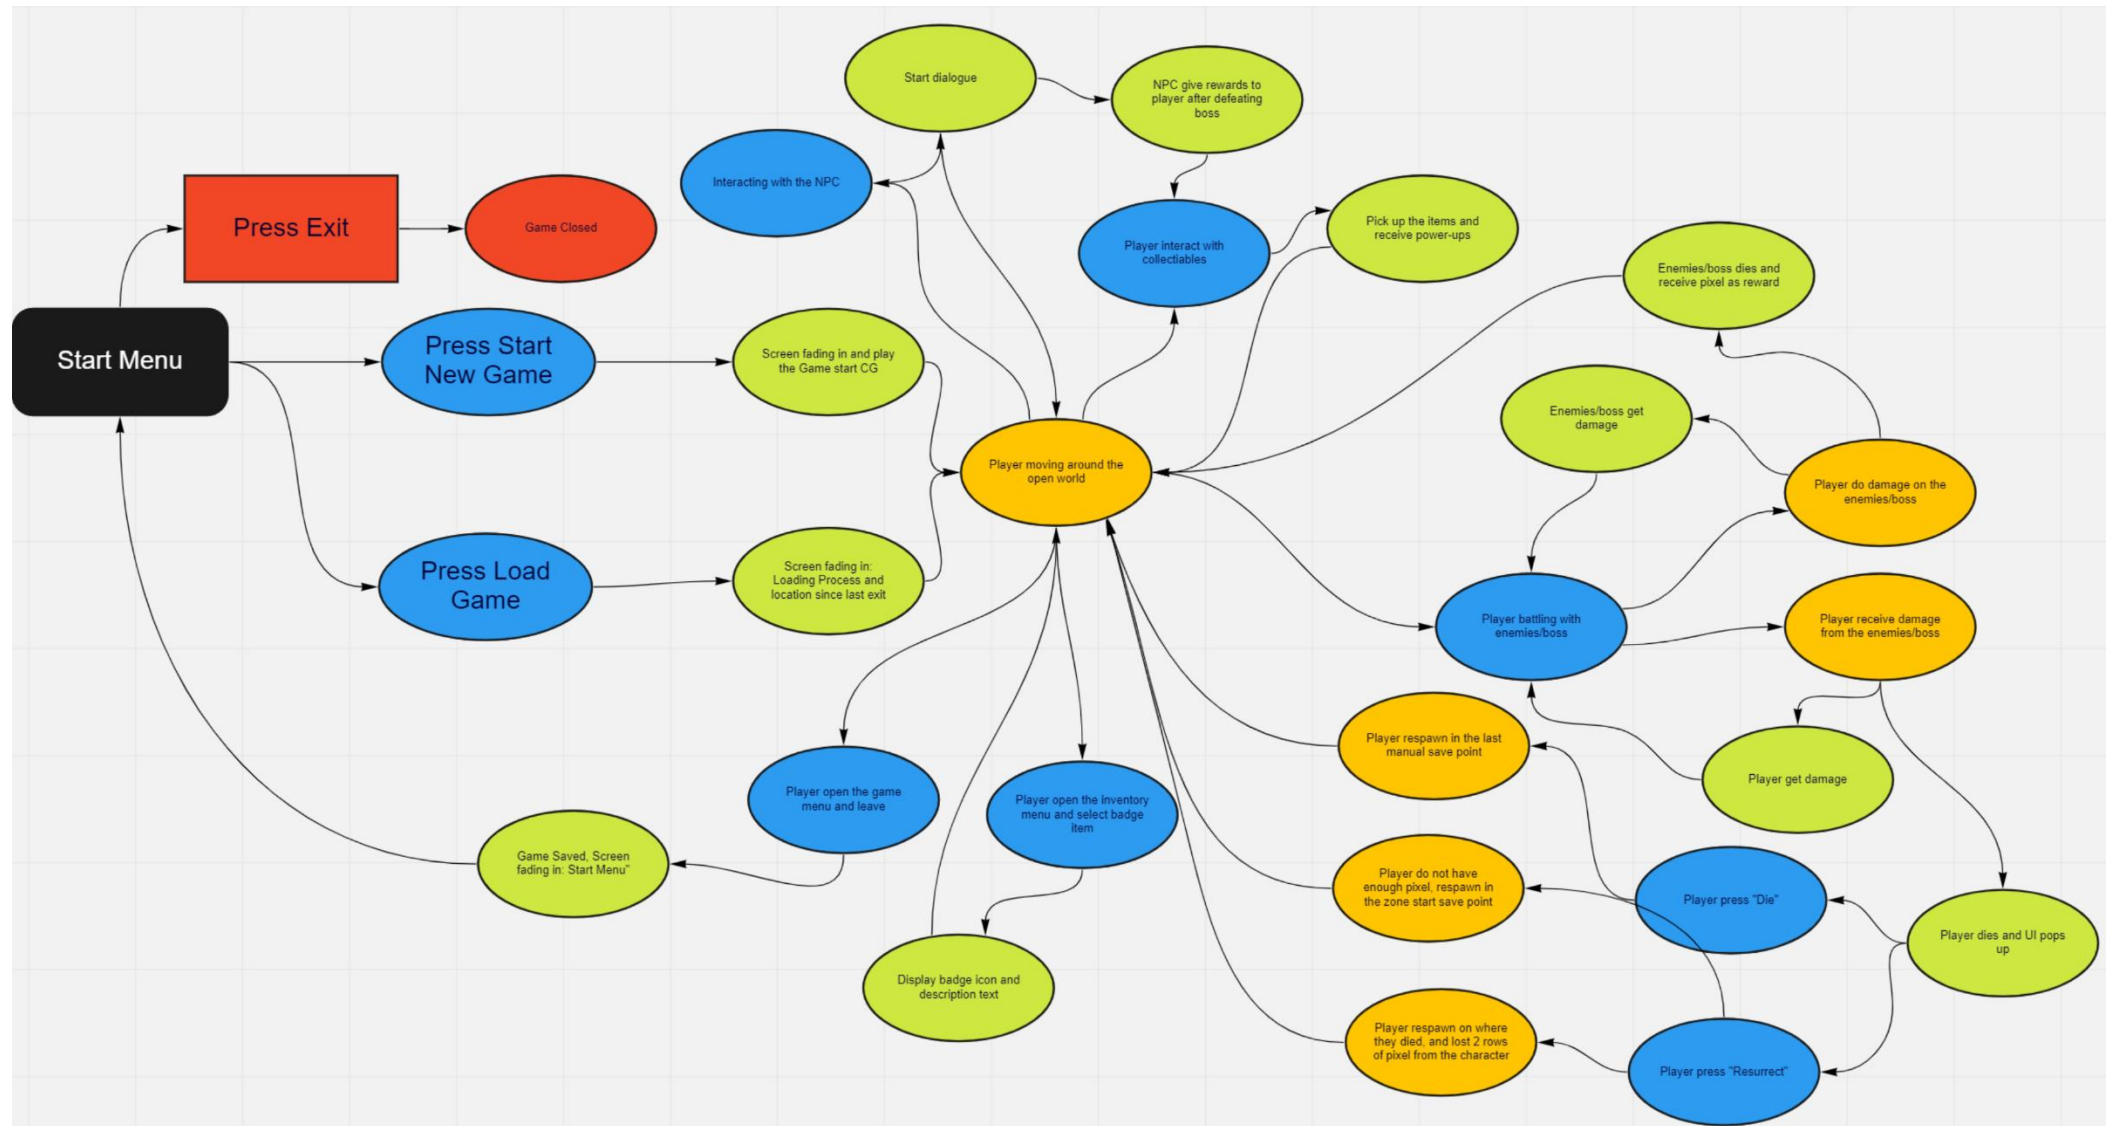 Start dialogue
NPC give rewards to
player after defeating
boss
Interacting with the NPC
Press Exit
Game Closed
Player interact with
collectiables
Pick up the items and
receive power-ups
Enemies/boss dies and
receive pixel as reward
Start Menu
Press Start
New Game
Screen fading in and play
the Game start CG
Enemies/boss get
damage
Player moving around the
open world
Player do damage on the
enemies/boss
Press Load
Game
Screen fading in:
Loading Process and
location since last exit
Player battling with
enemies/boss
Player receive damage
from the enemies/boss
Player respawn in the last
manual save point
Player get damage
Player open the game
menu and leave
Player open the inventory
menu and select badge
item
Game Saved, Screen
fading in: Start Menu"
Player do not have
enough pixel, respawn in
the zone start save point
Player press "Die"
Player dies and UI pops
up
Display badge icon and
description text
Player respawn on where
they died, and lost 2 rows
of pixel from the character
Player press "Resurrect"